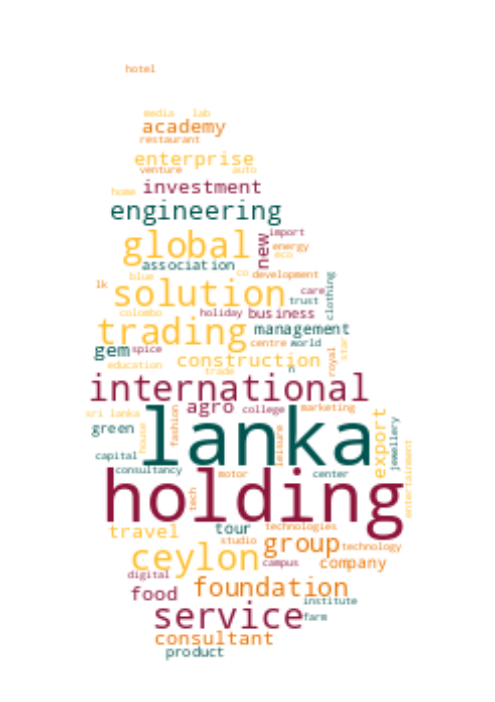 hotel
media lab
academy
restaurant
enterprise
venture auto
home investment
engineering
new import
global energy
eco
association
blue co development
lk solution care clothing
trust
colombo holiday business
trading management
royal star
gem spice centre world
construction
education trade n
international
sri lanka fashion agro college marketing
green house lanka leisure export jewellery
capital
consultancy motor center entertainment
holding
tech
travel tour technologies
studio group technology
ceylon campus company
digital
food foundation
institute
service farm
consultant
product